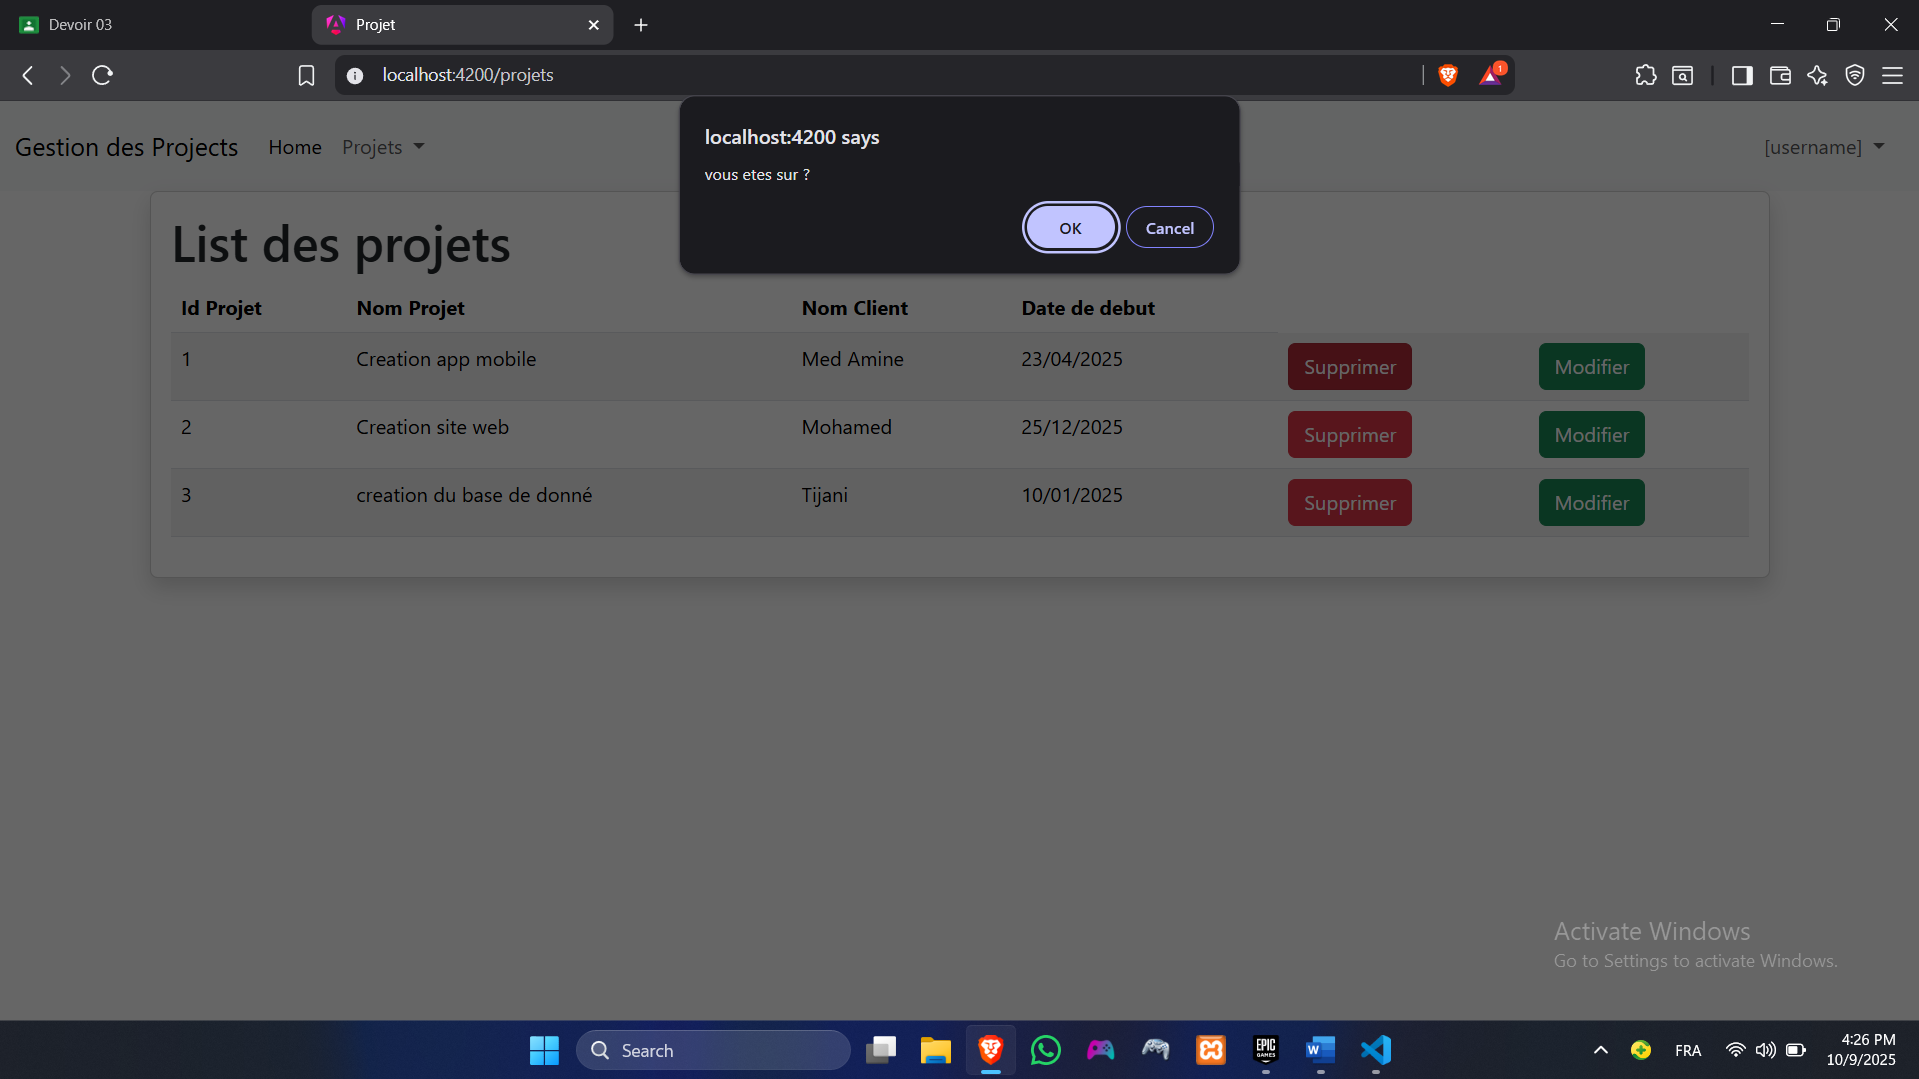 Devoir 03
Projet
localhost:4200/projets
1
localhost:4200 says
vous etes sur ?
OK
Cancel
Gestion des Projects
Home
Projets
[username]
List des projets
Id Projet Nom Projet Nom Client Date de debut
1 Creation app mobile Med Amine 23/04/2025 Supprimer Modifier
2 Creation site web Mohamed 25/12/2025 Supprimer Modifier
3 creation du base de donné Tijani 10/01/2025 Supprimer Modifier
Activate Windows
Go to Settings to activate Windows.
Search
EPIC
GAMES
W
FRA
4:26 PM
10/9/2025